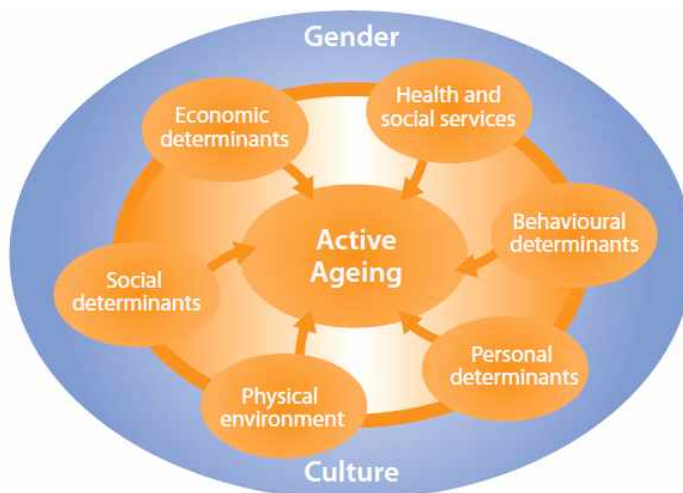 Gender
Economic
determinants
Health and
social services
Active
Ageing
Behavioural
determinants
Social
determinants
Personal
determinants
Physical
environment
Culture